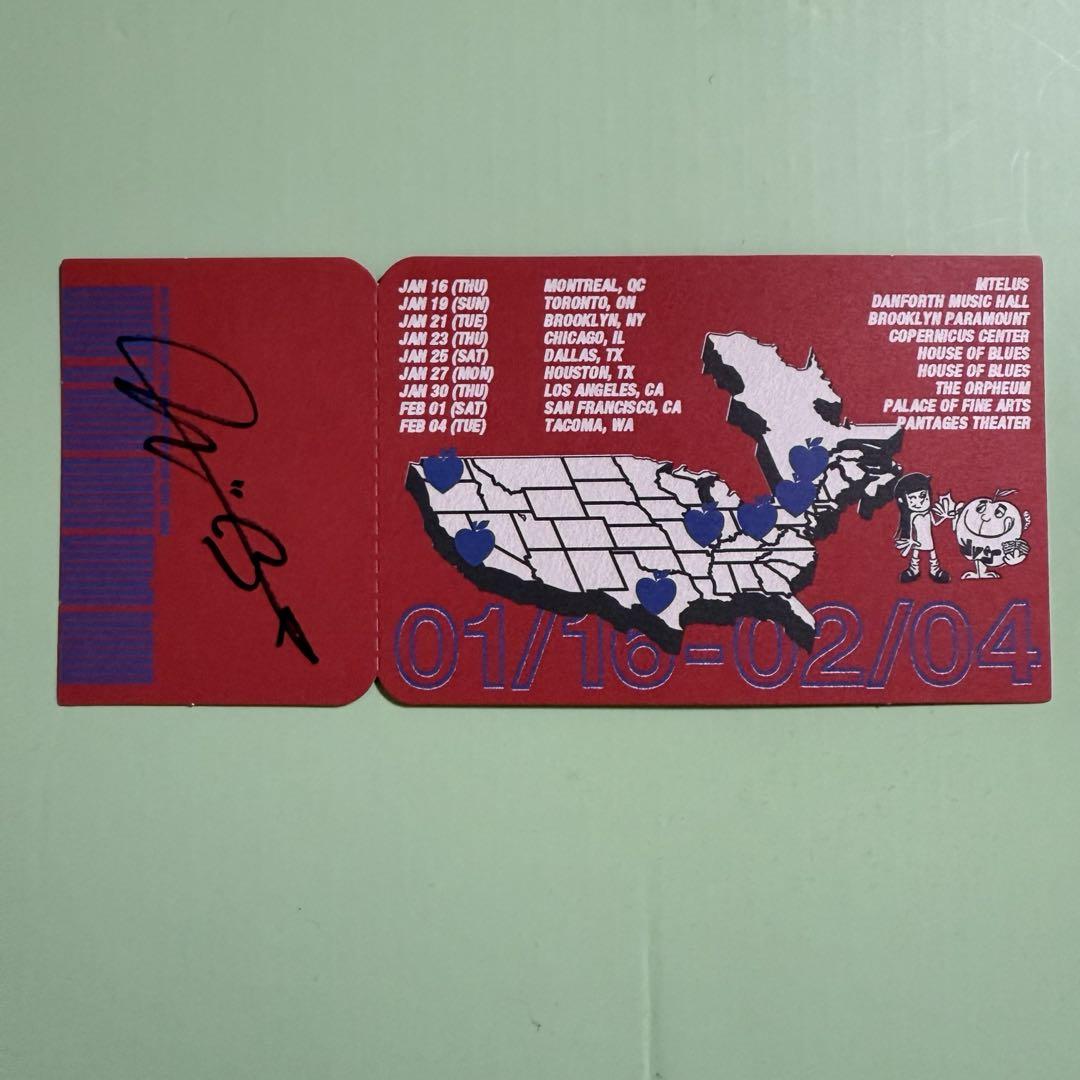 JAN 16 (THU) MONTREAL, QC MTELUS
JAN 19 (SUN) TORONTO, ON DANFORTH MUSIC HALL
JAN 21 (TUE) BROOKLYN, NY BROOKLYN PARAMOUNT
JAN 23 (THU) CHICAGO, IL COPERNICUS CENTER
JAN 25 (SAT) DALLAS, TX HOUSE OF BLUES
JAN 27 (MON) HOUSTON, TX HOUSE OF BLUES
JAN 30 (THU) LOS ANGELES, CA THE ORPHEUM
FEB 01 (SAT) SAN FRANCISCO, CA PALACE OF FINE ARTS
FEB 04 (TUE) TACOMA, WA PANTAGES THEATER
01/16-02/04